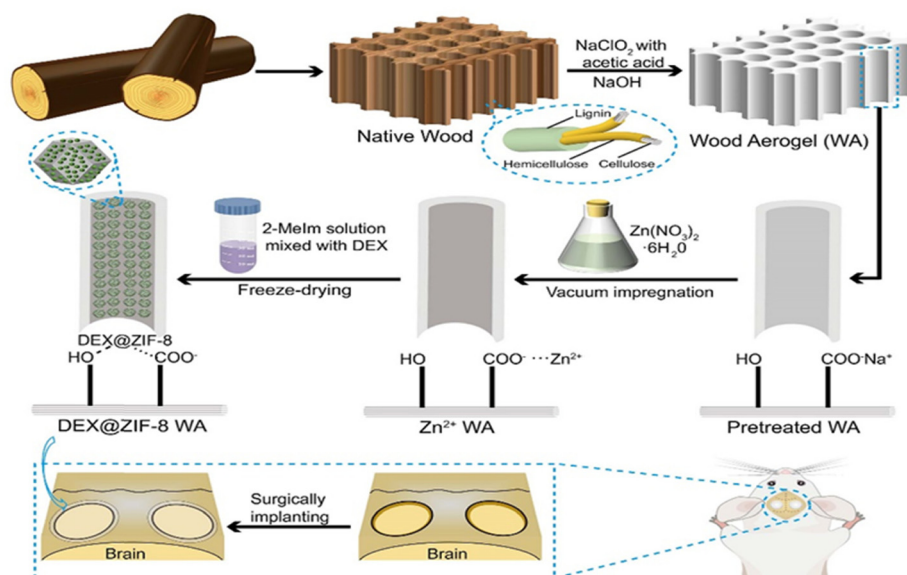 NaClO₂ with
acetic acid
NaOH
Native Wood
Lignin
Hemicellulose
Cellulose
Wood Aerogel (WA)
2-MeIm solution
mixed with DEX
Freeze-drying
Zn(NO₃)₂
·6H₂0
Vacuum impregnation
DEX@ZIF-8
HO
COO⁻
DEX@ZIF-8 WA
HO
COO⁻ ···Zn²⁺
Zn²⁺ WA
HO
COO⁻Na⁺
Pretreated WA
Brain
Surgically
implanting
Brain